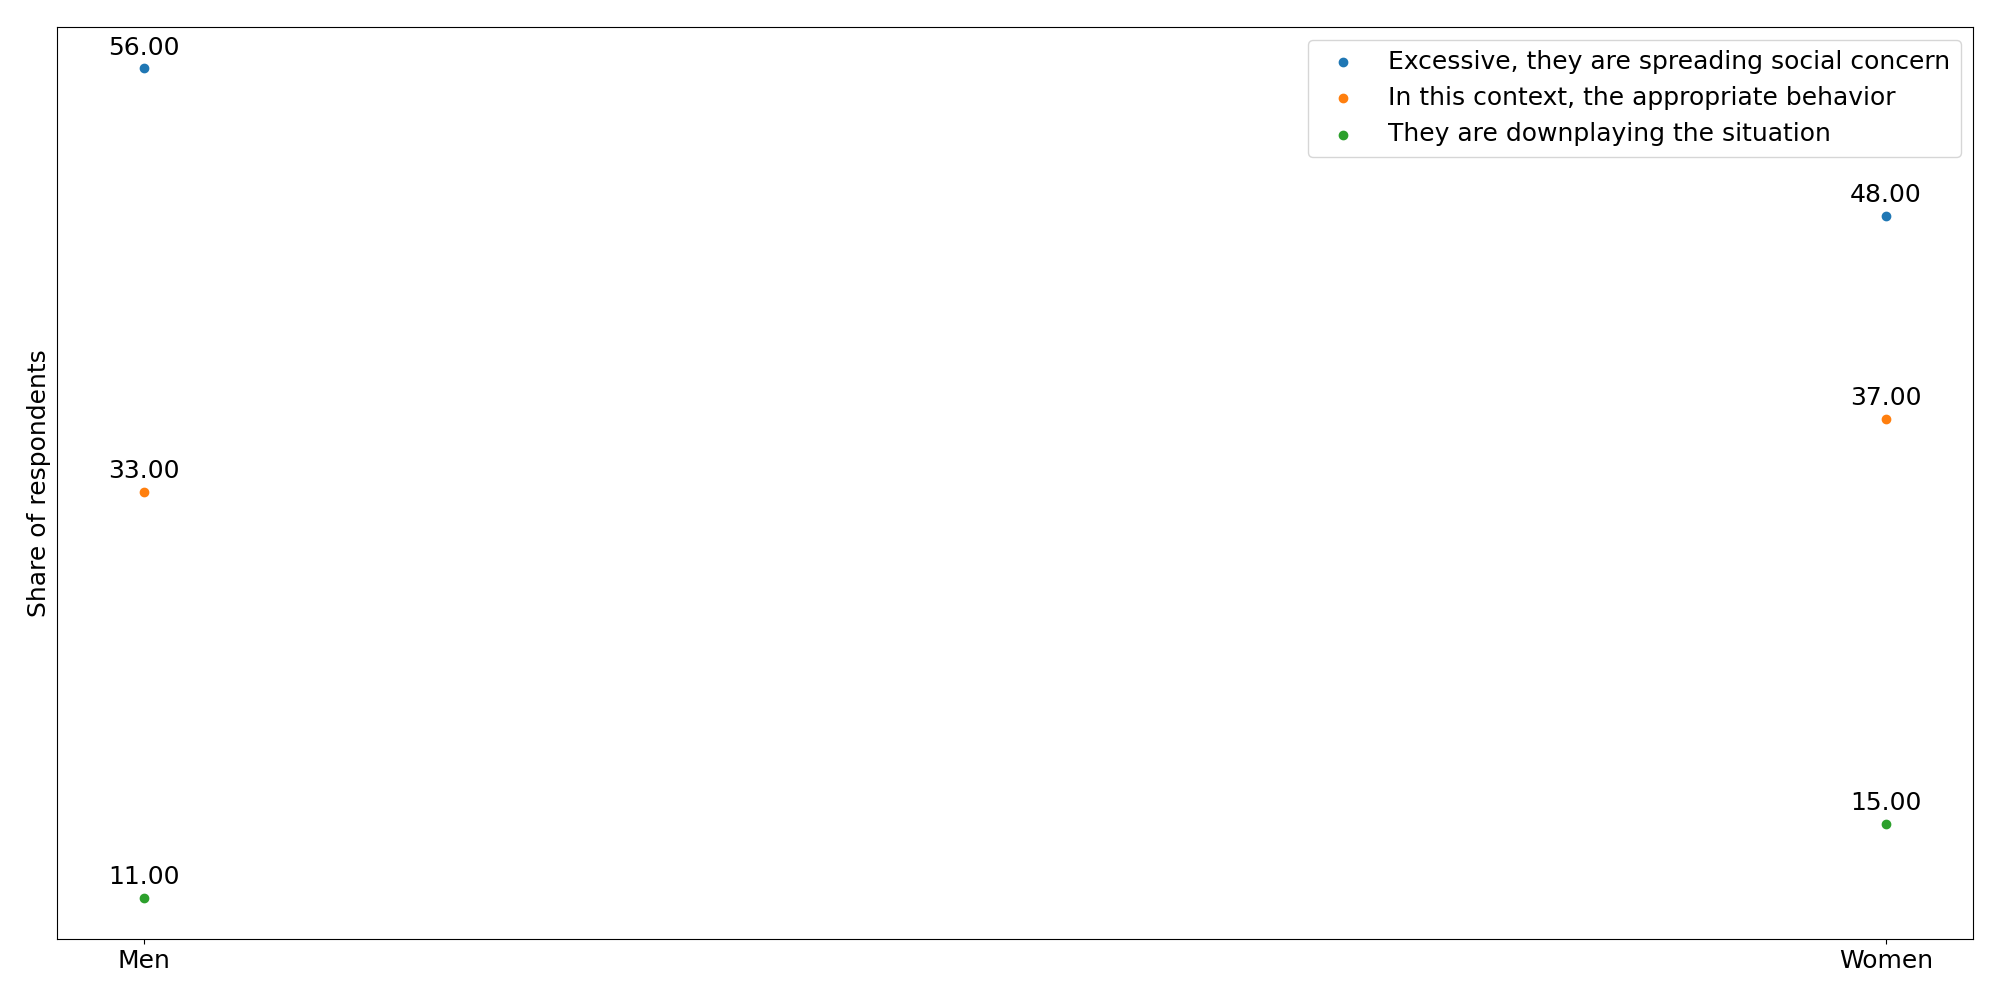 56.00
Excessive, they are spreading social concern
In this context, the appropriate behavior
They are downplaying the situation
48.00
37.00
33.00
15.00
11.00
Share of respondents
Men
Women